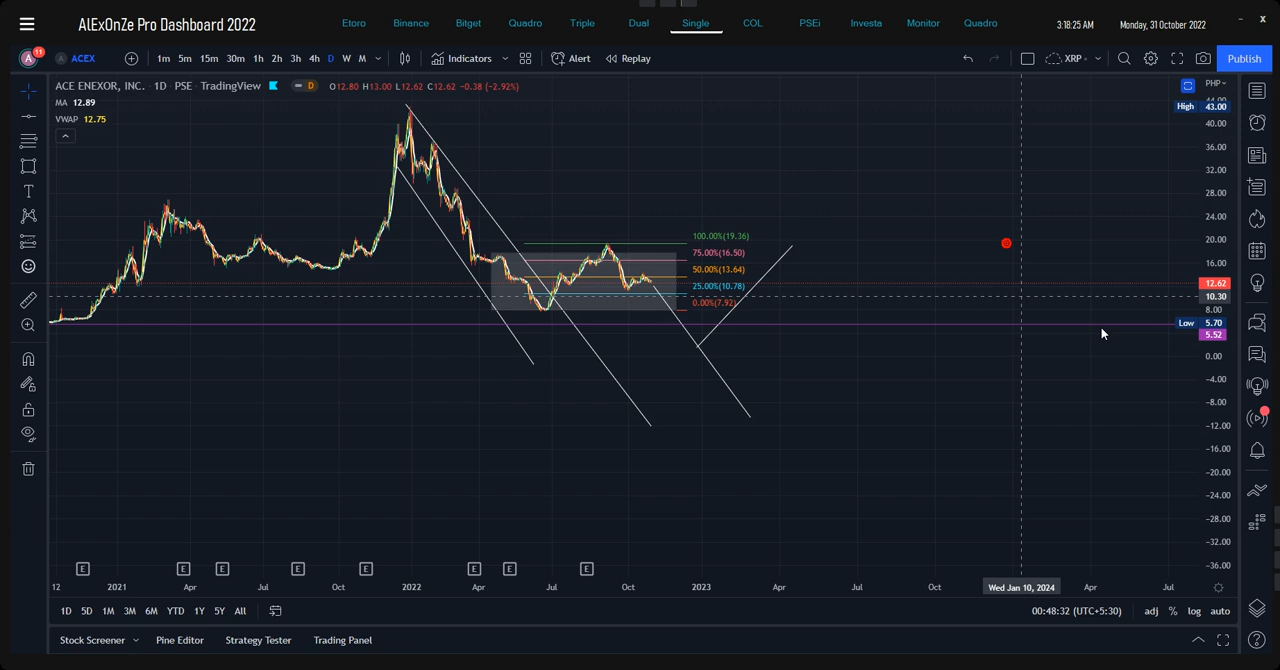 AlExOnZe Pro Dashboard 2022
Etoro Binance Bitget Quadro Triple Dual Single COL PSEi Investa Monitor Quadro
3:18:25 AM Monday, 31 October 2022
A 11 A ACEX 1m 5m 15m 30m 1h 2h 3h 4h D W M Indicators Alert Replay XRP Publish
ACE ENEXOR, INC. · 1D · PSE · TradingView D O12.80 H13.00 L12.62 C12.62 -0.38 (-2.92%)
MA 12.89
VWAP 12.75
PHP
44.00
High 43.00
40.00
36.00
32.00
28.00
24.00
20.00
16.00
12.62
10.30
8.00
Low 5.70
5.52
0.00
-4.00
-8.00
-12.00
-16.00
-20.00
-24.00
-28.00
-32.00
-36.00
100.00%(19.36)
75.00%(16.50)
50.00%(13.64)
25.00%(10.78)
0.00%(7.92)
E E E E E E E E
12 2021 Apr Jul Oct 2022 Apr Jul Oct 2023 Apr Jul Oct Wed Jan 10, 2024 Apr Jul
1D 5D 1M 3M 6M YTD 1Y 5Y All 00:48:32 (UTC+5:30) adj % log auto
Stock Screener Pine Editor Strategy Tester Trading Panel